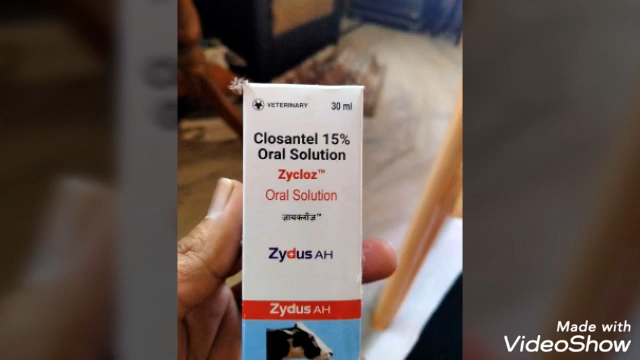 VETERINARY
30 ml
Closantel 15%
Oral Solution
Zycloz™
Oral Solution
ज़ायक्लॉज़™
Zydus AH
Zydus AH
Made with
VideoShow